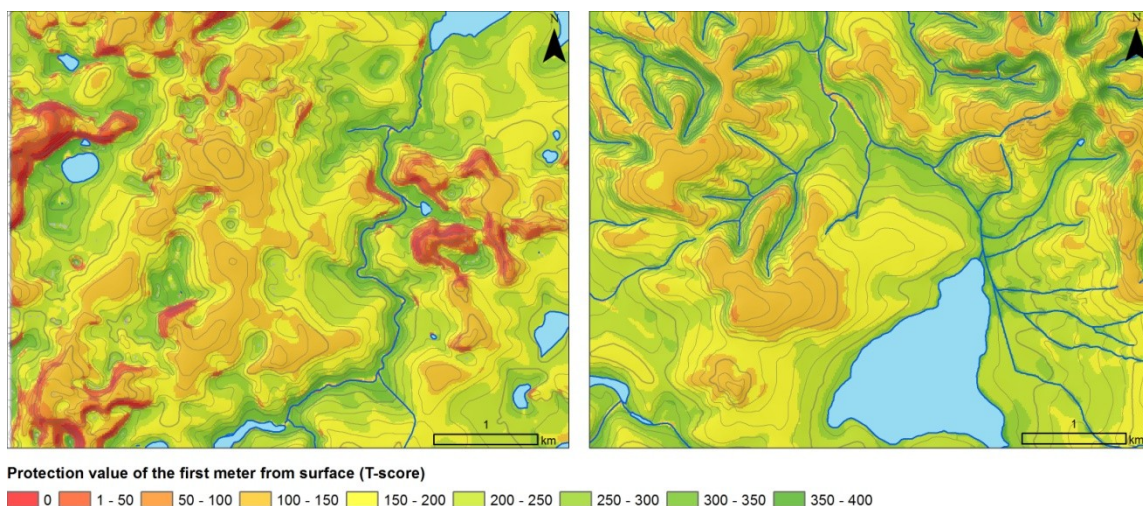 N
N
1
km
1
km
Protection value of the first meter from surface (T-score)
0 1 - 50 50 - 100 100 - 150 150 - 200 200 - 250 250 - 300 300 - 350 350 - 400